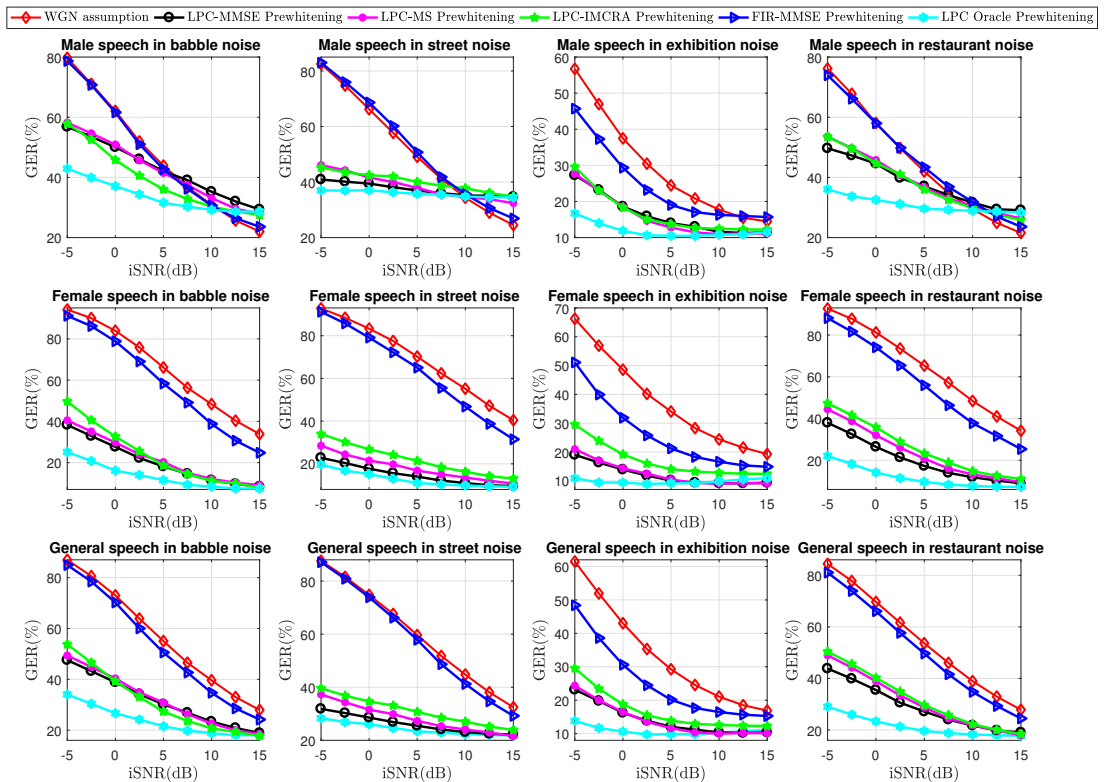 WGN assumption LPC-MMSE Prewhitening LPC-MS Prewhitening LPC-IMCRA Prewhitening FIR-MMSE Prewhitening LPC Oracle Prewhitening
Male speech in babble noise
GER(%)
80
60
40
20
-5 0 5 10 15
iSNR(dB)
Male speech in street noise
GER(%)
80
60
40
20
-5 0 5 10 15
iSNR(dB)
Male speech in exhibition noise
GER(%)
60
50
40
30
20
10
-5 0 5 10 15
iSNR(dB)
Male speech in restaurant noise
GER(%)
80
60
40
20
-5 0 5 10 15
iSNR(dB)
Female speech in babble noise
GER(%)
80
60
40
20
-5 0 5 10 15
iSNR(dB)
Female speech in street noise
GER(%)
80
60
40
20
-5 0 5 10 15
iSNR(dB)
Female speech in exhibition noise
GER(%)
70
60
50
40
30
20
10
-5 0 5 10 15
iSNR(dB)
Female speech in restaurant noise
GER(%)
80
60
40
20
-5 0 5 10 15
iSNR(dB)
General speech in babble noise
GER(%)
80
60
40
20
-5 0 5 10 15
iSNR(dB)
General speech in street noise
GER(%)
80
60
40
20
-5 0 5 10 15
iSNR(dB)
General speech in exhibition noise
GER(%)
60
50
40
30
20
10
-5 0 5 10 15
iSNR(dB)
General speech in restaurant noise
GER(%)
80
60
40
20
-5 0 5 10 15
iSNR(dB)